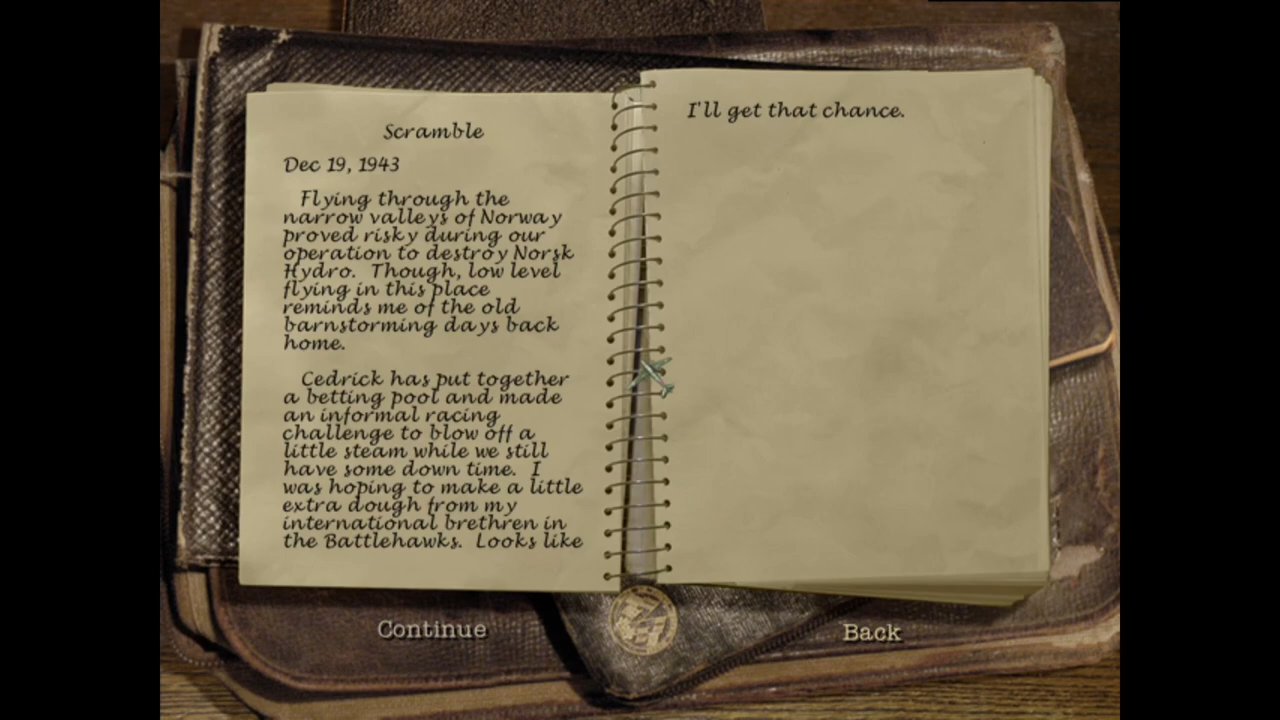 Scramble
Dec 19, 1943
Flying through the
narrow valleys of Norway
proved risky during our
operation to destroy Norsk
Hydro. Though, low level
flying in this place
reminds me of the old
barnstorming days back
home.
Cedrick has put together
a betting pool and made
an informal racing
challenge to blow off a
little steam while we still
have some down time. I
was hoping to make a little
extra dough from my
international brethren in
the Battlehawks. Looks like
I'll get that chance.
Continue
Back